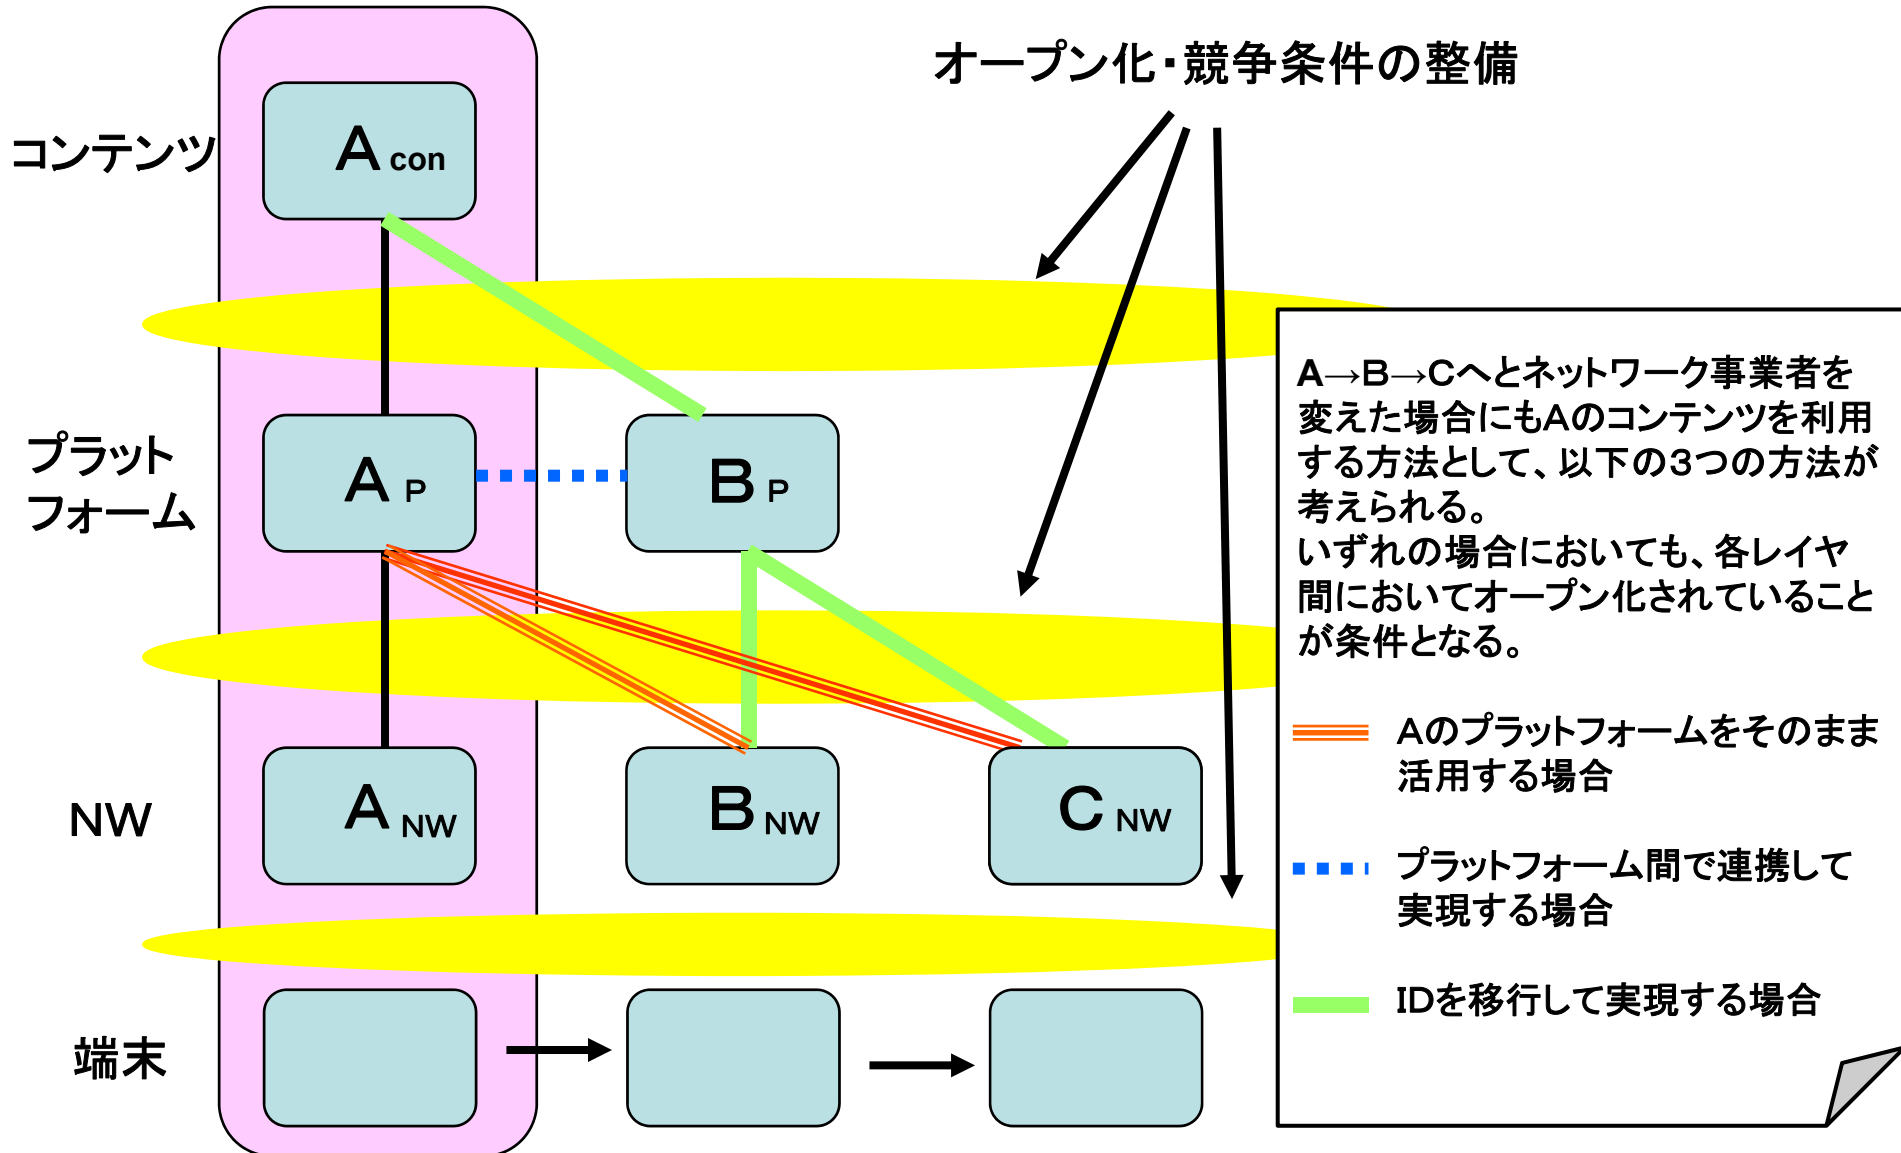 オープン化・競争条件の整備
コンテンツ
A con
プラット
フォーム
A P
B P
NW
A NW
B NW
C NW
端末
A→B→Cへとネットワーク事業者を
変えた場合にもAのコンテンツを利用
する方法として、以下の3つの方法が
考えられる。
いずれの場合においても、各レイヤ
間においてオープン化されていること
が条件となる。
Aのプラットフォームをそのまま
活用する場合
プラットフォーム間で連携して
実現する場合
IDを移行して実現する場合